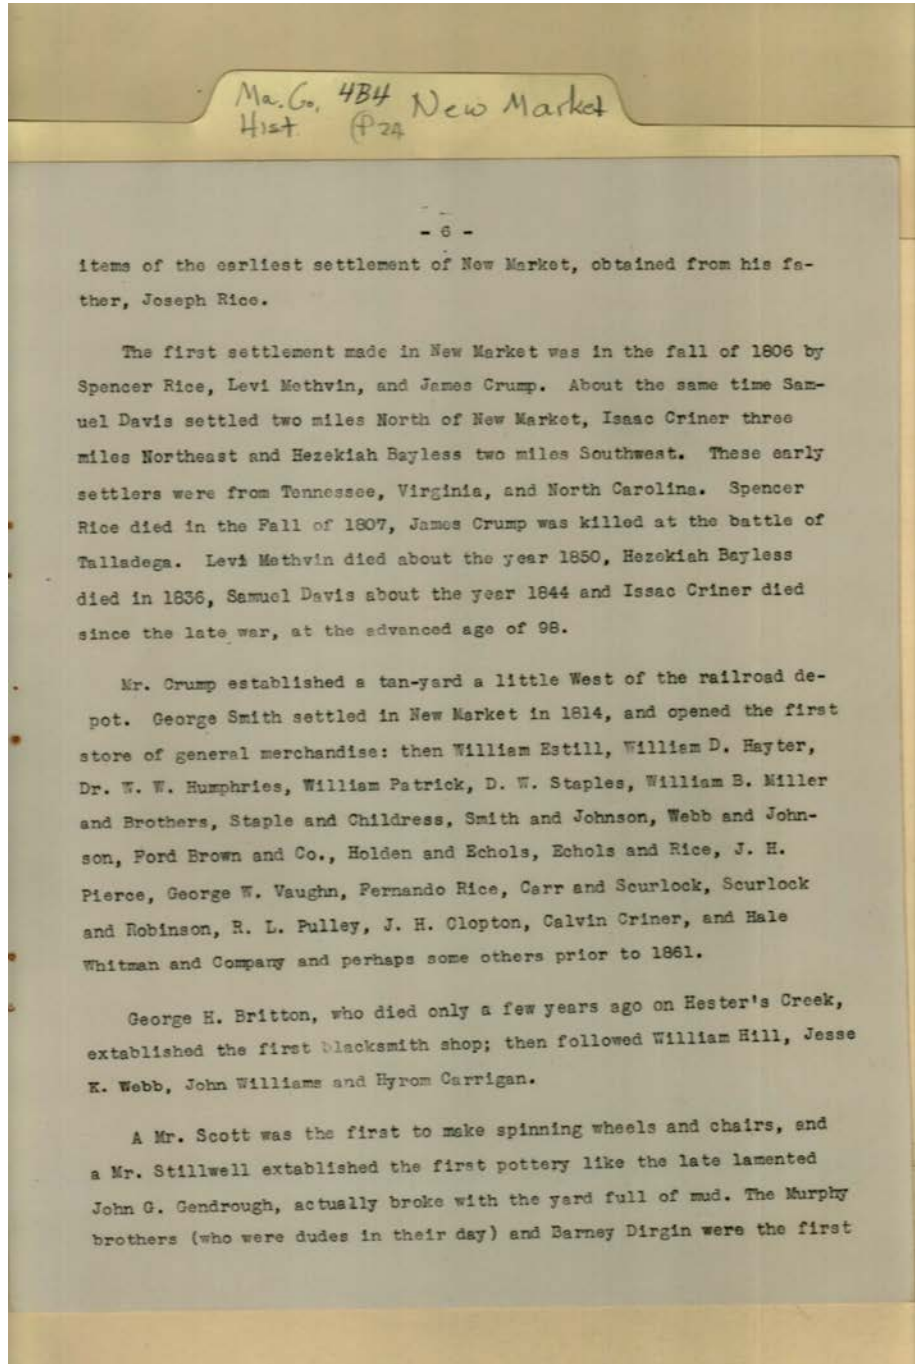 Ma. Co. 4B4 New Market
Hist P 24
- 6 -
items of the earliest settlement of New Market, obtained from his fa-
ther, Joseph Rice.
The first settlement made in New Market was in the fall of 1806 by
Spencer Rice, Levi Methvin, and James Crump. About the same time Sam-
uel Davis settled two miles North of New Market, Isaac Criner three
miles Northeast and Hezekiah Bayless two miles Southwest. These early
settlers were from Tennessee, Virginia, and North Carolina. Spencer
Rice died in the Fall of 1807, James Crump was killed at the battle of
Talladega. Levi Methvin died about the year 1850, Hezekiah Bayless
died in 1836, Samuel Davis about the year 1844 and Issac Criner died
since the late war, at the advanced age of 98.
Mr. Crump established a tan-yard a little West of the railroad de-
pot. George Smith settled in New Market in 1814, and opened the first
store of general merchandise: then William Estill, William D. Hayter,
Dr. W. W. Humphries, William Patrick, D. W. Staples, William B. Miller
and Brothers, Staple and Childress, Smith and Johnson, Webb and John-
son, Ford Brown and Co., Holden and Echols, Echols and Rice, J. H.
Pierce, George W. Vaughn, Fernando Rice, Carr and Scurlock, Scurlock
and Robinson, R. L. Pulley, J. H. Clopton, Calvin Criner, and Hale
Whitman and Company and perhaps some others prior to 1861.
George H. Britton, who died only a few years ago on Hester's Creek,
extablished the first blacksmith shop; then followed William Hill, Jesse
K. Webb, John Williams and Hyrom Carrigan.
A Mr. Scott was the first to make spinning wheels and chairs, and
a Mr. Stillwell extablished the first pottery like the late lamented
John G. Gendrough, actually broke with the yard full of mud. The Murphy
brothers (who were dudes in their day) and Barney Dirgin were the first